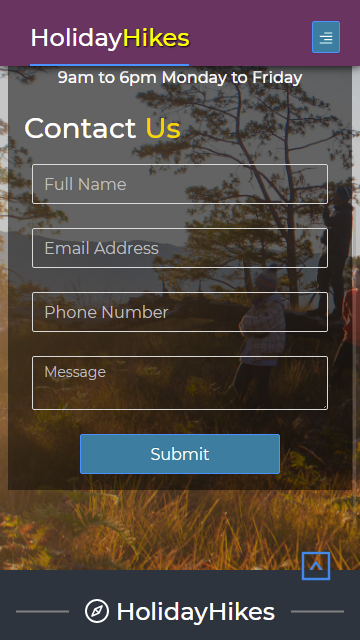 HolidayHikes
9am to 6pm Monday to Friday
Contact Us
Full Name
Email Address
Phone Number
Message
Submit
HolidayHikes